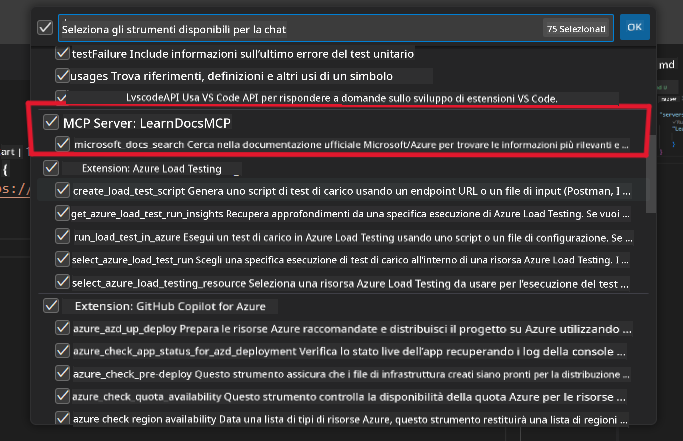 Seleziona gli strumenti disponibili per la chat
75 Selezionati
OK
testFailure Include informazioni sull'ultimo errore del test unitario
usages Trova riferimenti, definizioni e altri usi di un simbolo
LvscodeAPI Usa VS Code API per rispondere a domande sullo sviluppo di estensioni VS Code.
MCP Server: LearnDocsMCP
microsoft_docs_search Cerca nella documentazione ufficiale Microsoft/Azure per trovare le informazioni più rilevanti e ...
Extension: Azure Load Testing
create_load_test_script Genera uno script di test di carico usando un endpoint URL o un file di input (Postman, I ...
get_azure_load_test_run_insights Recupera approfondimenti da una specifica esecuzione di Azure Load Testing. Se vuoi ...
run_load_test_in_azure Esegui un test di carico in Azure Load Testing usando uno script o un file di configurazione. Se ...
select_azure_load_test_run Scegli una specifica esecuzione di test di carico all'interno di una risorsa Azure Load Testing. I ...
select_azure_load_testing_resource Seleziona una risorsa Azure Load Testing da usare per l'esecuzione del test ...
Extension: GitHub Copilot for Azure
azure_azd_up_deploy Prepara le risorse Azure raccomandate e distribuisci il progetto su Azure utilizzando ...
azure_check_app_status_for_azd_deployment Verifica lo stato live dell'app recuperando i log della console ...
azure_check_pre-deploy Questo strumento assicura che i file di infrastruttura creati siano pronti per la distribuzione ...
azure_check_quota_availability Questo strumento controlla la disponibilità della quota Azure per le risorse ...
azure check region availability Data una lista di tipi di risorse Azure, questo strumento restituirà una lista di regioni ...
md
art |
{